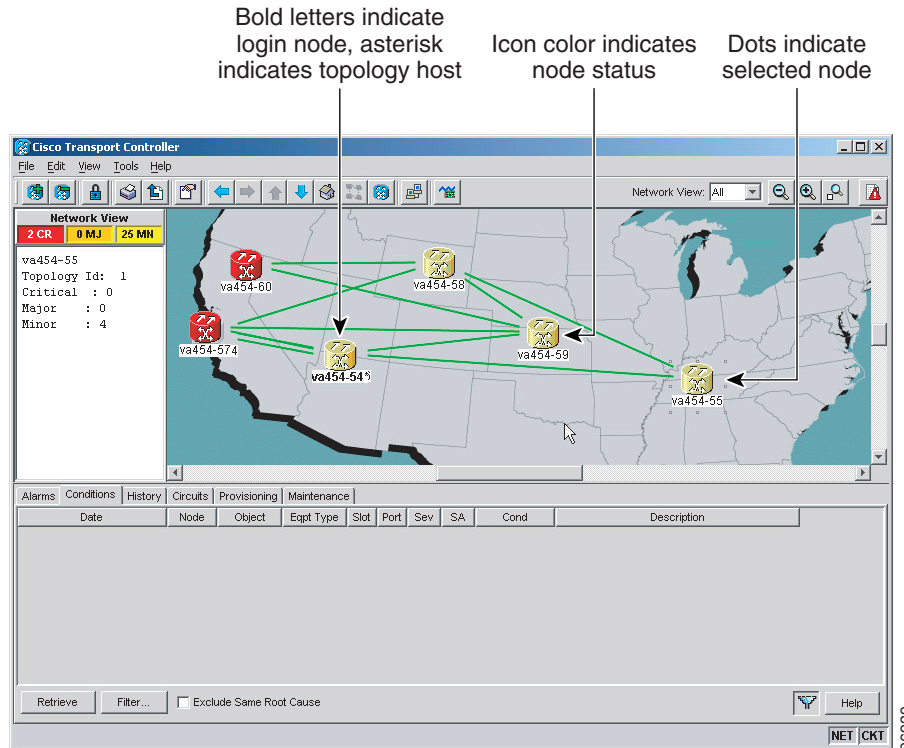 Bold letters indicate
login node, asterisk
indicates topology host
Icon color indicates
node status
Dots indicate
selected node
Cisco Transport Controller
File Edit View Tools Help
Network View: All
Network View
2 CR 0 MJ 25 MN
va454-55
Topology Id: 1
Critical : 0
Major : 0
Minor : 4
va454-60
va454-58
va454-574
va454-59
va454-54*
va454-55
Alarms Conditions History Circuits Provisioning Maintenance
Date Node Object Eqpt Type Slot Port Sev SA Cond Description
Retrieve Filter... Exclude Same Root Cause Help
NET CKT